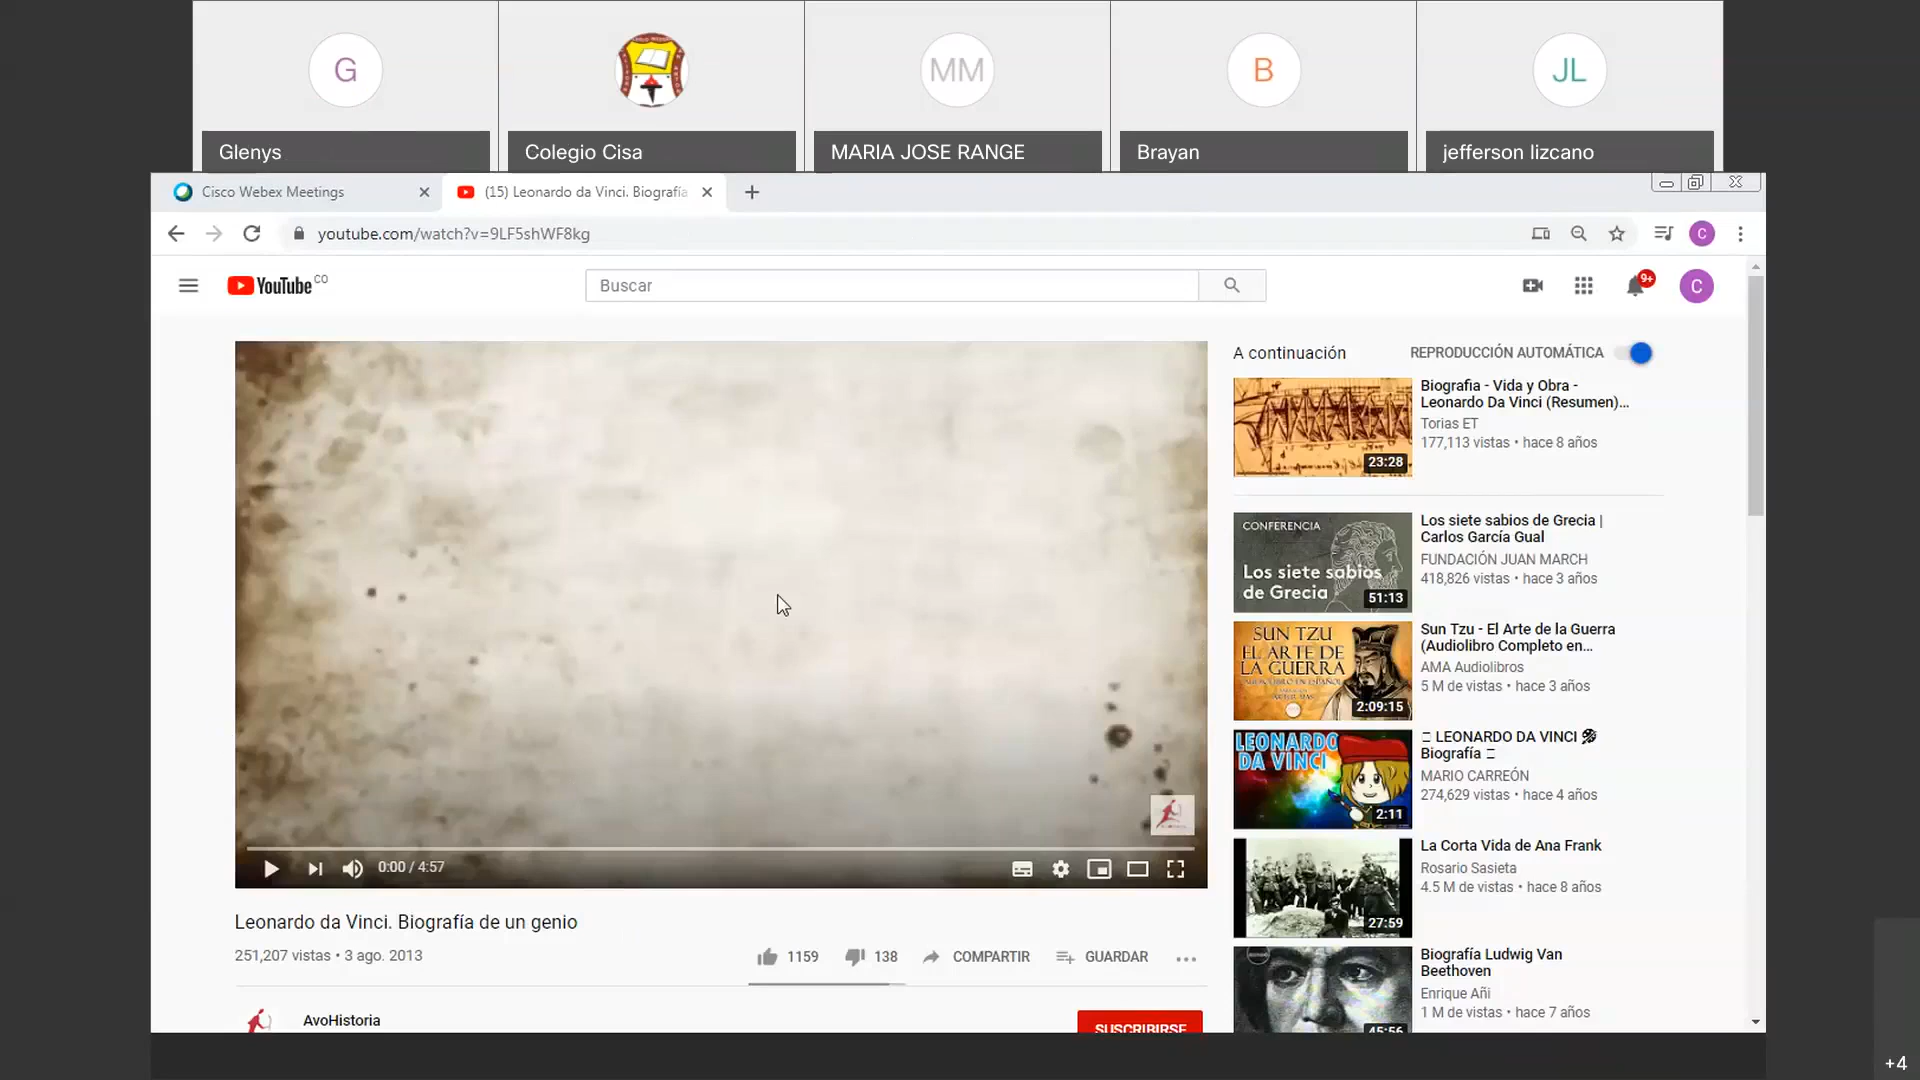 G
MM
B
JL
Glenys
Colegio Cisa
MARIA JOSE RANGE
Brayan
jefferson lizcano
Cisco Webex Meetings
(15) Leonardo da Vinci. Biografía
youtube.com/watch?v=9LF5shWF8kg
C
YouTube CO
Buscar
9+
C
A continuación
REPRODUCCIÓN AUTOMÁTICA
23:28
Biografia - Vida y Obra -
Leonardo Da Vinci (Resumen)...
Torias ET
177,113 vistas • hace 8 años
CONFERENCIA
Los siete sabios
de Grecia
51:13
Los siete sabios de Grecia |
Carlos García Gual
FUNDACIÓN JUAN MARCH
418,826 vistas • hace 3 años
SUN TZU
EL ARTE DE
LA GUERRA
2:09:15
Sun Tzu - El Arte de la Guerra
(Audiolibro Completo en...
AMA Audiolibros
5 M de vistas • hace 3 años
LEONARDO
DA VINCI
2:11
LEONARDO DA VINCI
Biografía
MARIO CARREÓN
274,629 vistas • hace 4 años
27:59
La Corta Vida de Ana Frank
Rosario Sasieta
4.5 M de vistas • hace 8 años
45:56
Biografía Ludwig Van
Beethoven
Enrique Añi
1 M de vistas • hace 7 años
0:00 / 4:57
Leonardo da Vinci. Biografía de un genio
251,207 vistas • 3 ago. 2013
1159
138
COMPARTIR
GUARDAR
AvoHistoria
SUSCRIBIRSE
+4